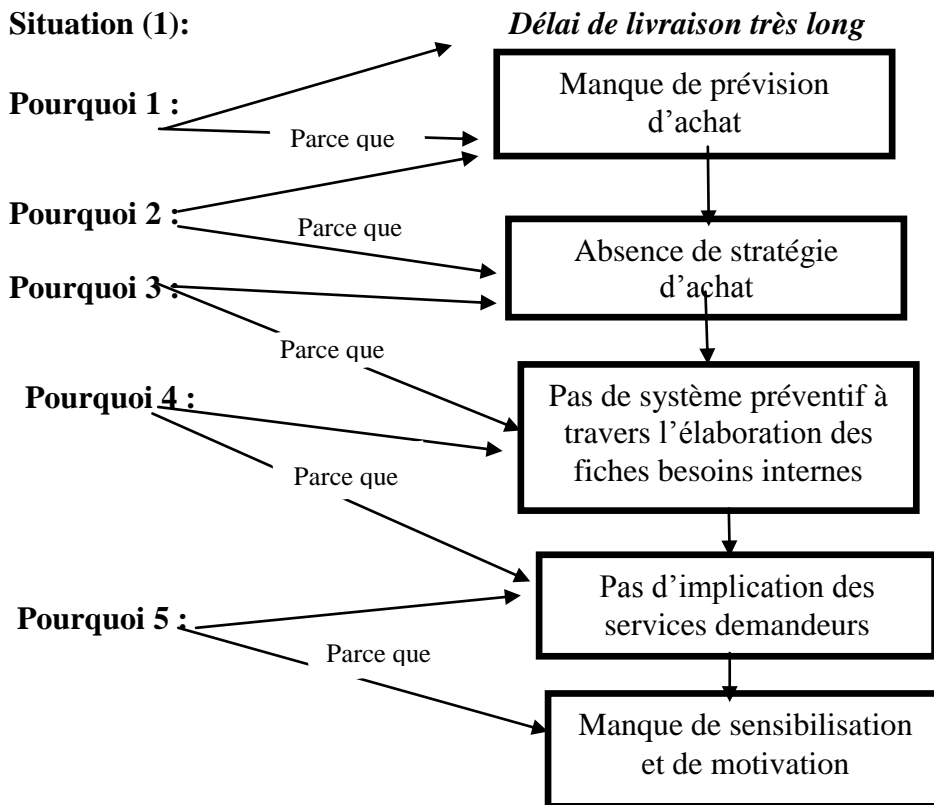 Situation (1): Délai de livraison très long
Pourquoi 1 :
Manque de prévision
d'achat
Parce que
Pourquoi 2 :
Parce que
Absence de stratégie
d'achat
Pourquoi 3 :
Parce que
Pourquoi 4 :
Pas de système préventif à
travers l'élaboration des
fiches besoins internes
Parce que
Pas d'implication des
services demandeurs
Pourquoi 5 :
Parce que
Manque de sensibilisation
et de motivation